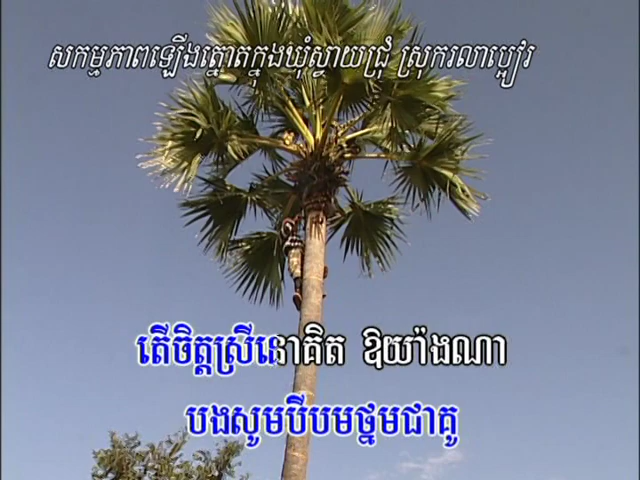 សកម្មភាពឡើងត្នោតក្នុងឃុំស្វាយជ្រុំ ស្រុករលាប្អៀរ
តើចិត្តស្រីនោគិត ឱយ៉ាងណា
បងសូមបីបមថ្នមជាគូ